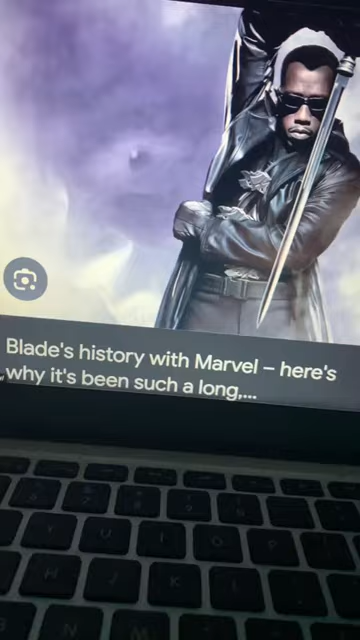 Blade's history with Marvel – here's
why it's been such a long,...
U
I
O
P
H
J
K
L
N
M